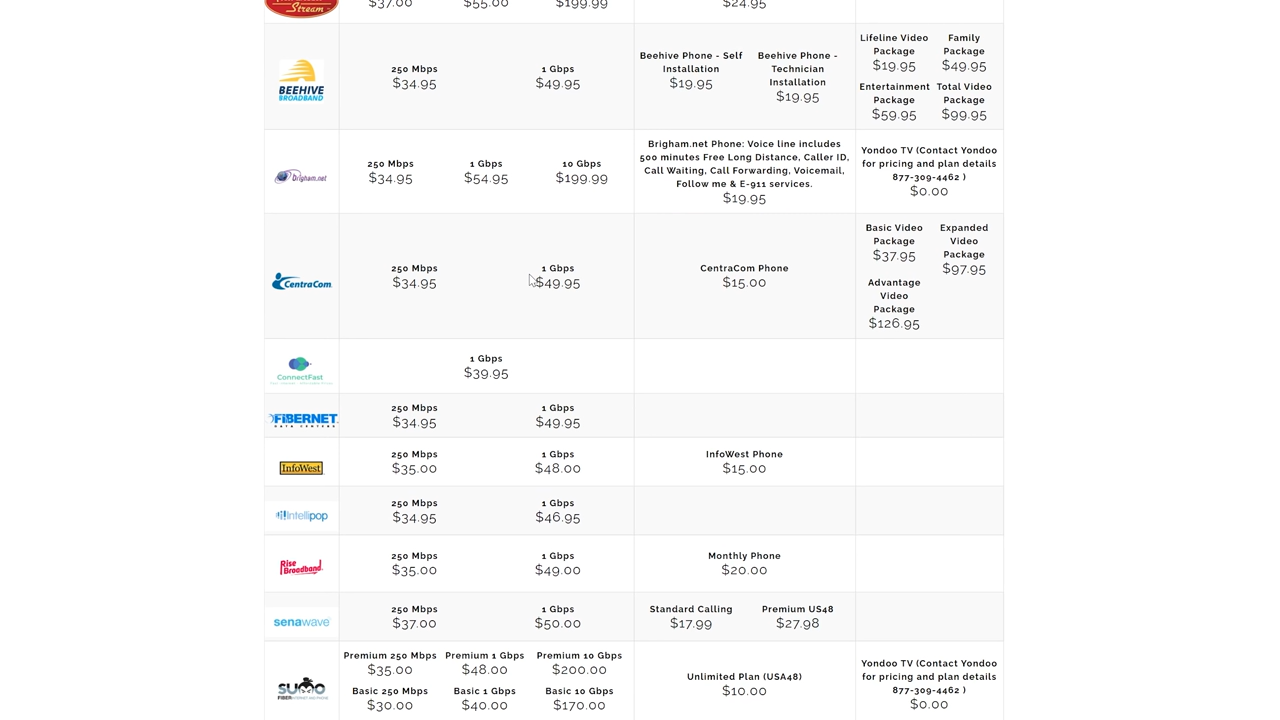 Stream
$37.00 $55.00 $199.99 $24.95
BEEHIVE
BROADBAND
250 Mbps
$34.95
1 Gbps
$49.95
Beehive Phone - Self
Installation
$19.95
Beehive Phone -
Technician
Installation
$19.95
Lifeline Video
Package
$19.95
Family
Package
$49.95
Entertainment
Package
$59.95
Total Video
Package
$99.95
Brigham.net
250 Mbps
$34.95
1 Gbps
$54.95
10 Gbps
$199.99
Brigham.net Phone: Voice line includes
500 minutes Free Long Distance, Caller ID,
Call Waiting, Call Forwarding, Voicemail,
Follow me & E-911 services.
$19.95
Yondoo TV (Contact Yondoo
for pricing and plan details
877-309-4462 )
$0.00
CentraCom
250 Mbps
$34.95
1 Gbps
$49.95
CentraCom Phone
$15.00
Basic Video
Package
$37.95
Expanded
Video
Package
$97.95
Advantage
Video
Package
$126.95
ConnectFast
1 Gbps
$39.95
FIBERNET
DATA CENTERS
250 Mbps
$34.95
1 Gbps
$49.95
InfoWest
250 Mbps
$35.00
1 Gbps
$48.00
InfoWest Phone
$15.00
intellipop
250 Mbps
$34.95
1 Gbps
$46.95
Rise
Broadband
250 Mbps
$35.00
1 Gbps
$49.00
Monthly Phone
$20.00
senawave
250 Mbps
$37.00
1 Gbps
$50.00
Standard Calling
$17.99
Premium US48
$27.98
SUMO
FIBER INTERNET AND PHONE
Premium 250 Mbps
$35.00
Premium 1 Gbps
$48.00
Premium 10 Gbps
$200.00
Basic 250 Mbps
$30.00
Basic 1 Gbps
$40.00
Basic 10 Gbps
$170.00
Unlimited Plan (USA48)
$10.00
Yondoo TV (Contact Yondoo
for pricing and plan details
877-309-4462 )
$0.00